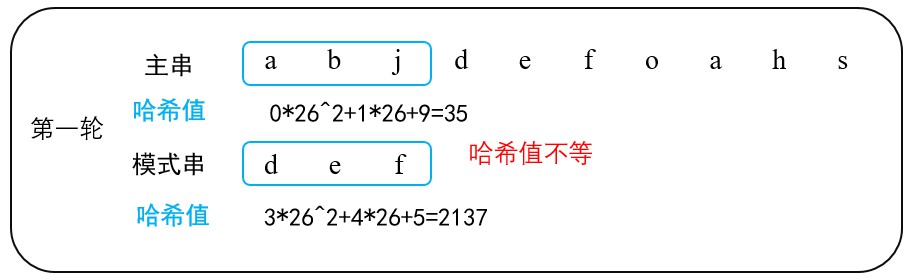 主串 a b j d e f o a h s
哈希值 0*26^2+1*26+9=35
第一轮
模式串 d e f 哈希值不等
哈希值 3*26^2+4*26+5=2137